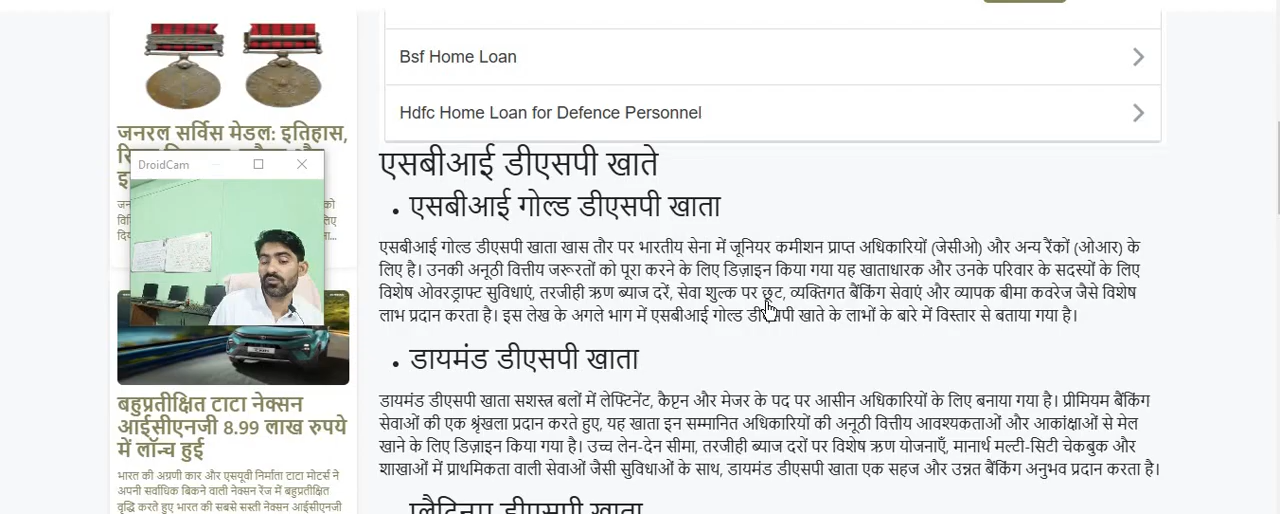 Bsf Home Loan
Hdfc Home Loan for Defence Personnel
जनरल सर्विस मेडल: इतिहास,
DroidCam
एसबीआई डीएसपी खाते
• एसबीआई गोल्ड डीएसपी खाता
एसबीआई गोल्ड डीएसपी खाता खास तौर पर भारतीय सेना में जूनियर कमीशन प्राप्त अधिकारियों (जेसीओ) और अन्य रैंकों (ओआर) के
लिए है। उनकी अनूठी वित्तीय जरूरतों को पूरा करने के लिए डिज़ाइन किया गया यह खाताधारक और उनके परिवार के सदस्यों के लिए
विशेष ओवरड्राफ्ट सुविधाएं, तरजीही ऋण ब्याज दरें, सेवा शुल्क पर छूट, व्यक्तिगत बैंकिंग सेवाएं और व्यापक बीमा कवरेज जैसे विशेष
लाभ प्रदान करता है। इस लेख के अगले भाग में एसबीआई गोल्ड डीएसपी खाते के लाभों के बारे में विस्तार से बताया गया है।
• डायमंड डीएसपी खाता
डायमंड डीएसपी खाता सशस्त्र बलों में लेफ्टिनेंट, कैप्टन और मेजर के पद पर आसीन अधिकारियों के लिए बनाया गया है। प्रीमियम बैंकिंग
सेवाओं की एक श्रृंखला प्रदान करते हुए, यह खाता इन सम्मानित अधिकारियों की अनूठी वित्तीय आवश्यकताओं और आकांक्षाओं से मेल
खाने के लिए डिज़ाइन किया गया है। उच्च लेन-देन सीमा, तरजीही ब्याज दरों पर विशेष ऋण योजनाएँ, मानार्थ मल्टी-सिटी चेकबुक और
शाखाओं में प्राथमिकता वाली सेवाओं जैसी सुविधाओं के साथ, डायमंड डीएसपी खाता एक सहज और उन्नत बैंकिंग अनुभव प्रदान करता है।
बहुप्रतीक्षित टाटा नेक्सन
आईसीएनजी 8.99 लाख रुपये
में लॉन्च हुई
भारत की अग्रणी कार और एसयूवी निर्माता टाटा मोटर्स ने
अपनी सर्वाधिक बिकने वाली नेक्सन रेंज में बहुप्रतीक्षित
वृद्धि करते हुए भारत की सबसे सस्ती नेक्सन आईसीएनजी